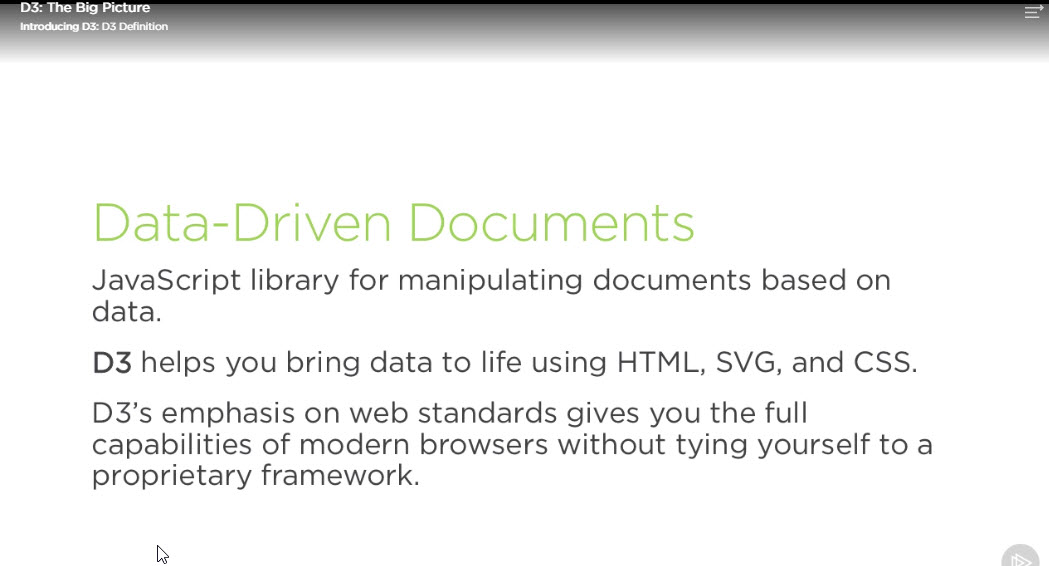 D3: The Big Picture
Introducing D3: D3 Definition
Data-Driven Documents
JavaScript library for manipulating documents based on
data.
D3 helps you bring data to life using HTML, SVG, and CSS.
D3’s emphasis on web standards gives you the full
capabilities of modern browsers without tying yourself to a
proprietary framework.